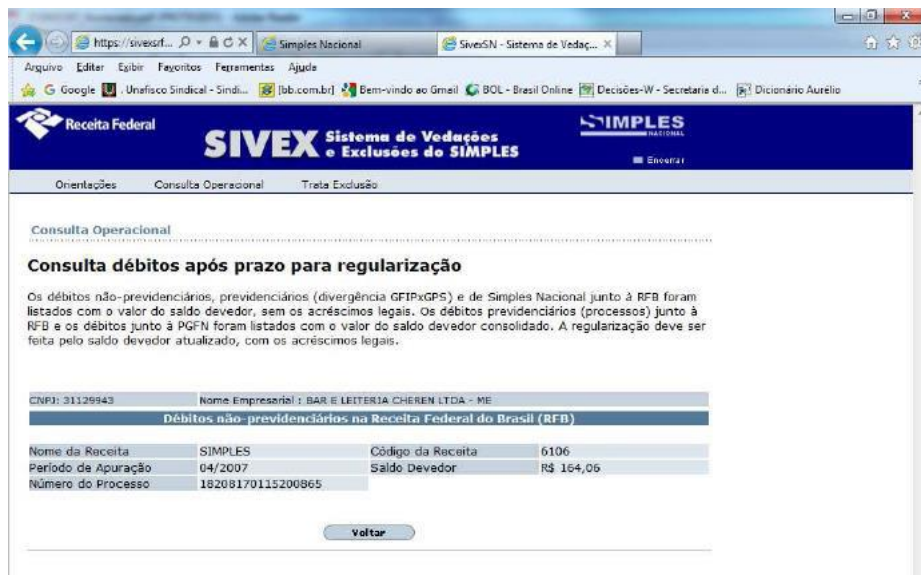 https://sivexsrf...
Simples Nacional
SivexSN - Sistema de Vedaç...
Arquivo Editar Exibir Favoritos Ferramentas Ajuda
Google . Unafisco Sindical - Sindi... [bb.com.br] Bem-vindo ao Gmail BOL - Brasil Online Decisões-W - Secretaria d... Dicionário Aurélio
Receita Federal
SIVEX Sistema de Vedações e Exclusões do SIMPLES
SIMPLES NACIONAL
Encerrar
Orientações Consulta Operacional Trata Exclusão
Consulta Operacional
Consulta débitos após prazo para regularização
Os débitos não-previdenciários, previdenciários (divergência GFIPxGPS) e de Simples Nacional junto à RFB foram
listados com o valor do saldo devedor, sem os acréscimos legais. Os débitos previdenciários (processos) junto à
RFB e os débitos junto à PGFN foram listados com o valor do saldo devedor consolidado. A regularização deve ser
feita pelo saldo devedor atualizado, com os acréscimos legais.
CNPJ: 31129943 Nome Empresarial : BAR E LEITERIA CHEREN LTDA - ME
Débitos não-previdenciários na Receita Federal do Brasil (RFB)
Nome da Receita SIMPLES Código da Receita 6106
Período de Apuração 04/2007 Saldo Devedor R$ 164,06
Número do Processo 18208170115200865
Voltar